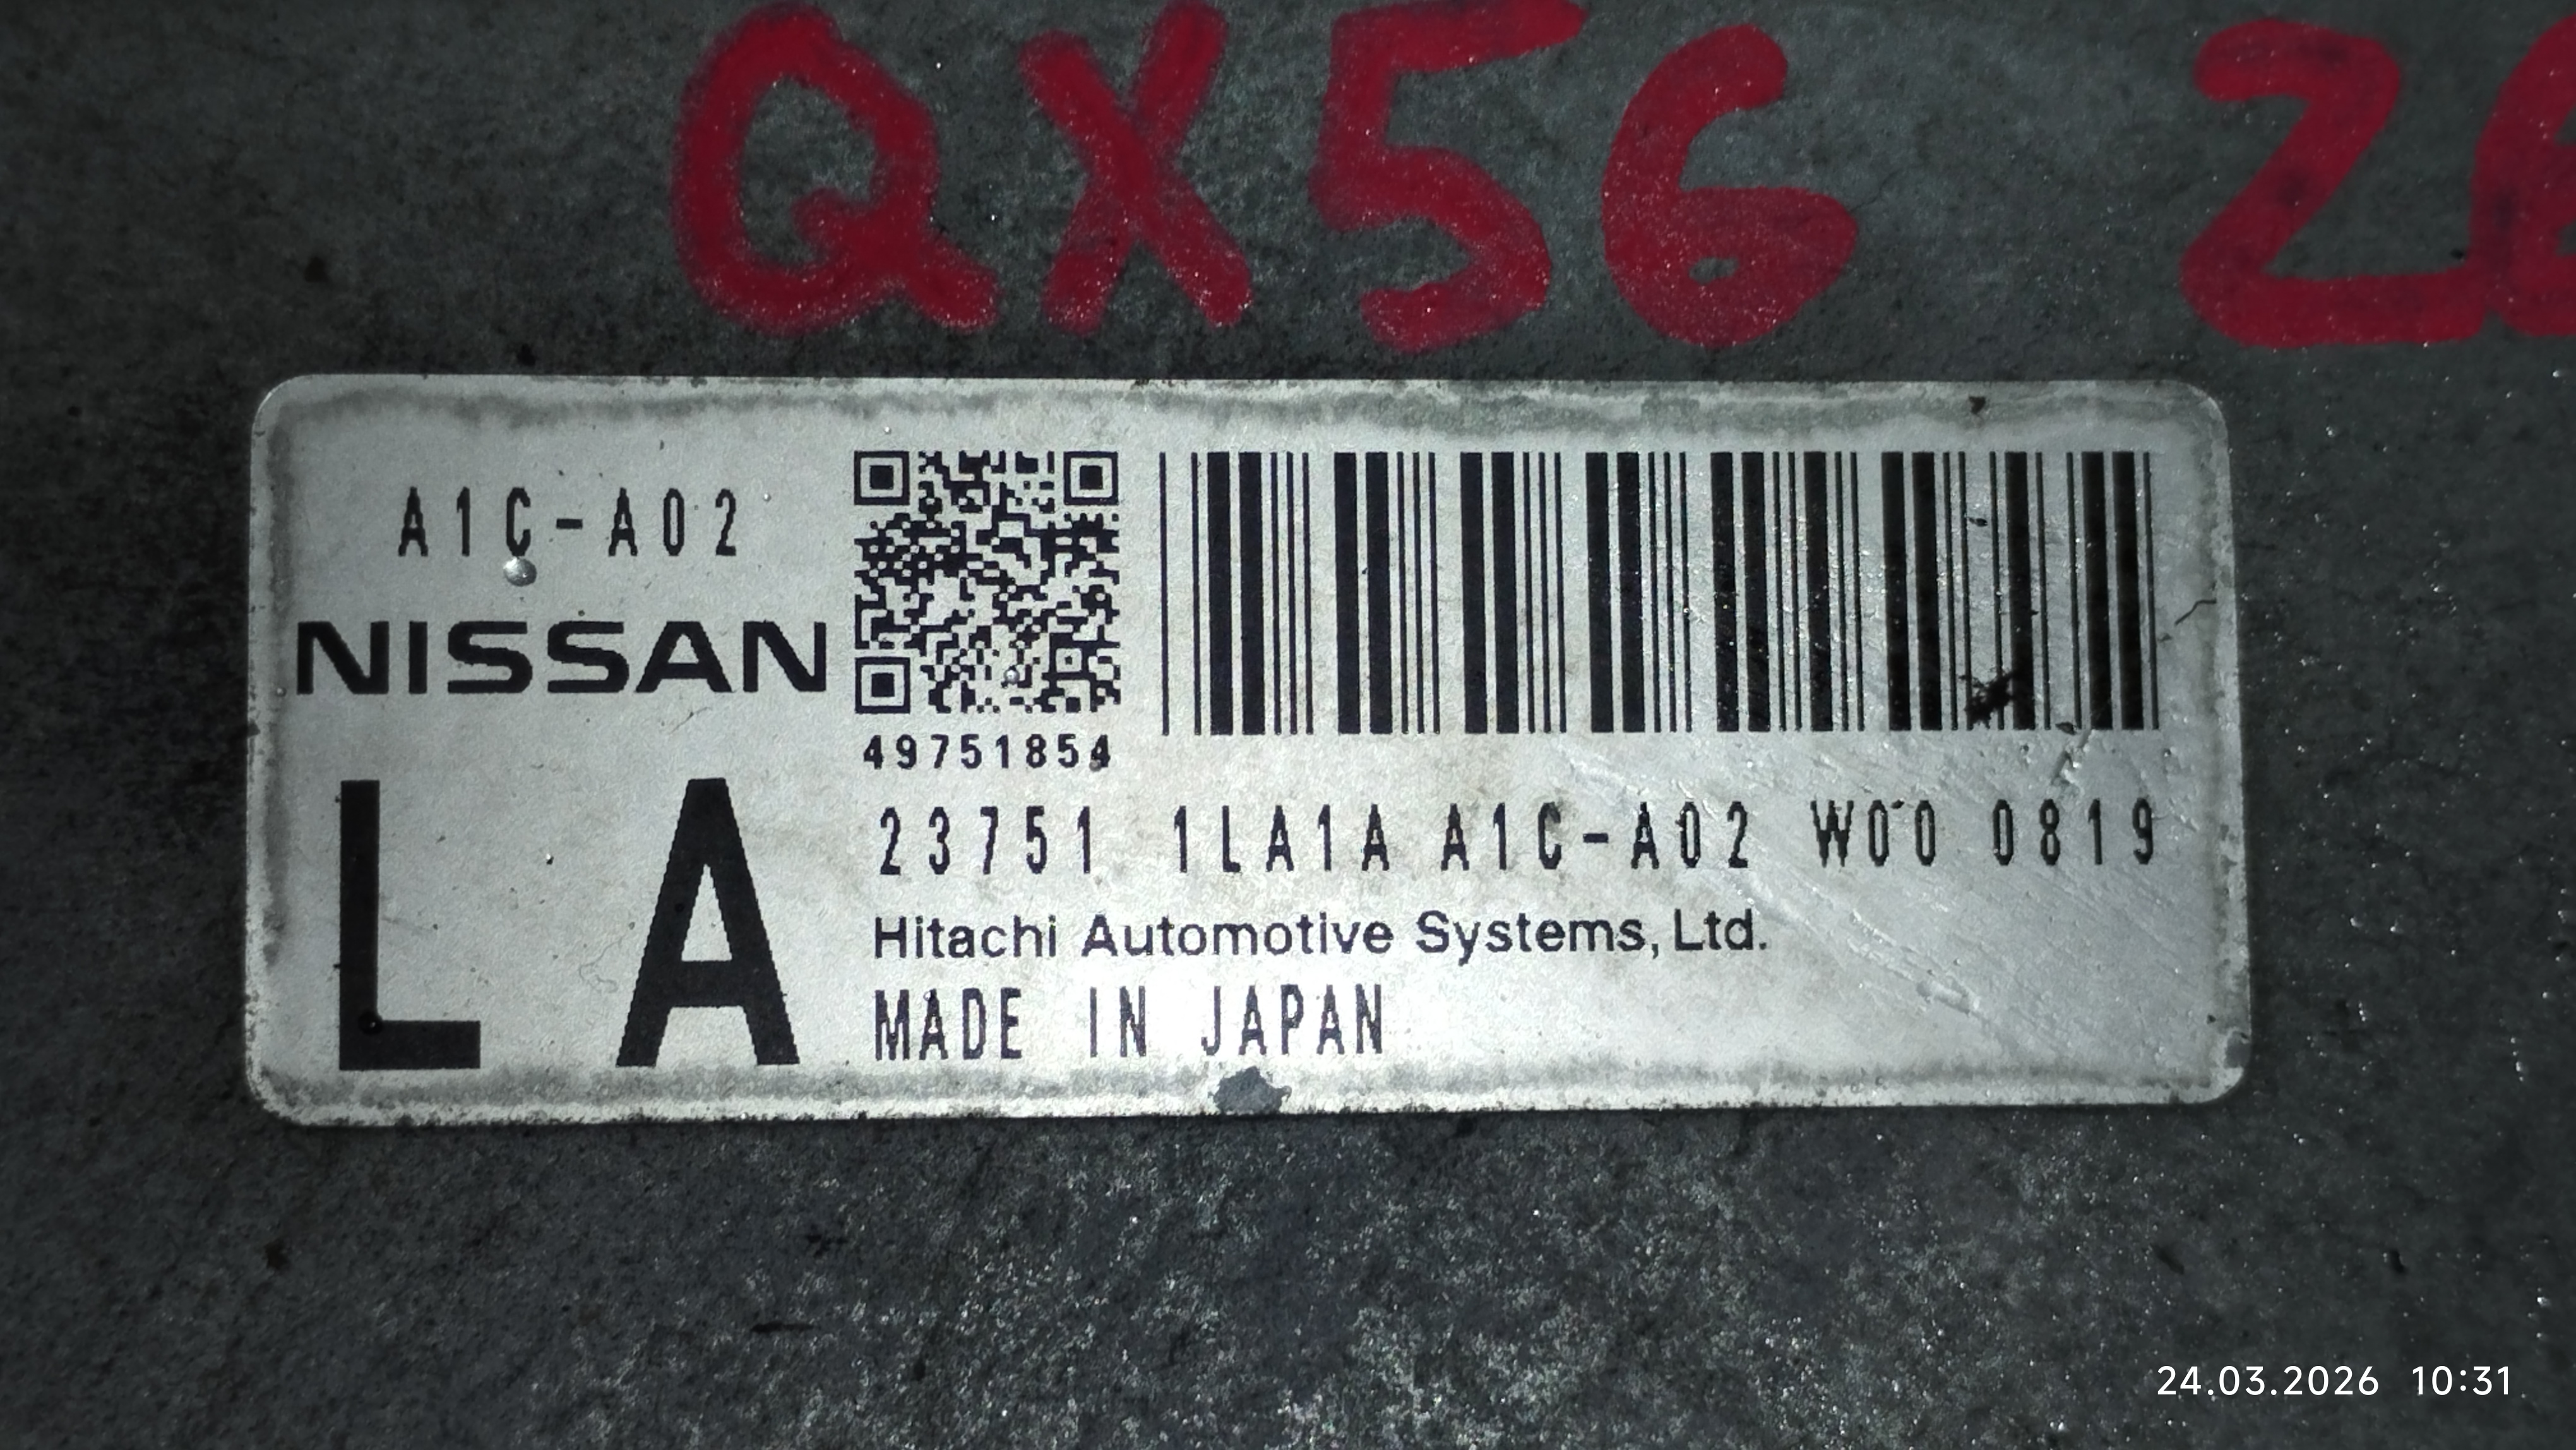 QX56
A1C-A02
NISSAN
LA
49751854
23751 1LA1A A1C-A02 W00 0819
Hitachi Automotive Systems, Ltd.
MADE IN JAPAN
24.03.2026 10:31